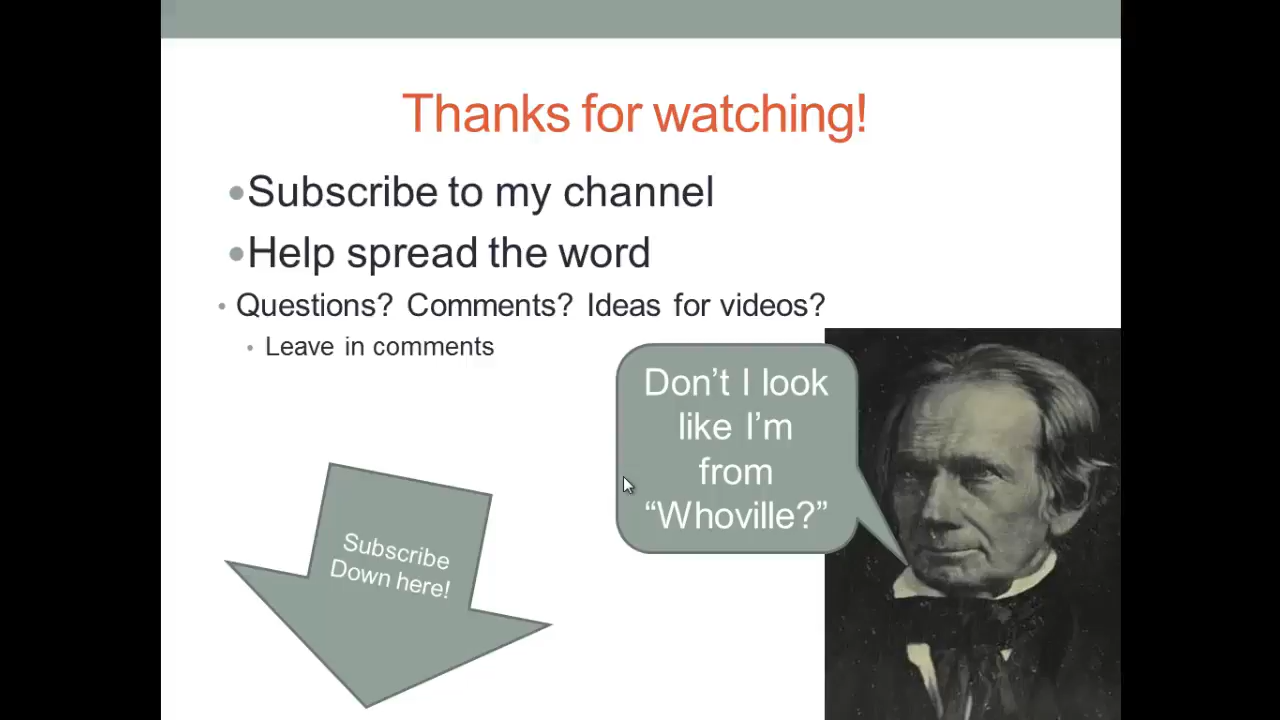 Thanks for watching!
Subscribe to my channel
Help spread the word
Questions? Comments? Ideas for videos?
Leave in comments
Don't I look
like I'm
from
“Whoville?”
Subscribe
Down here!